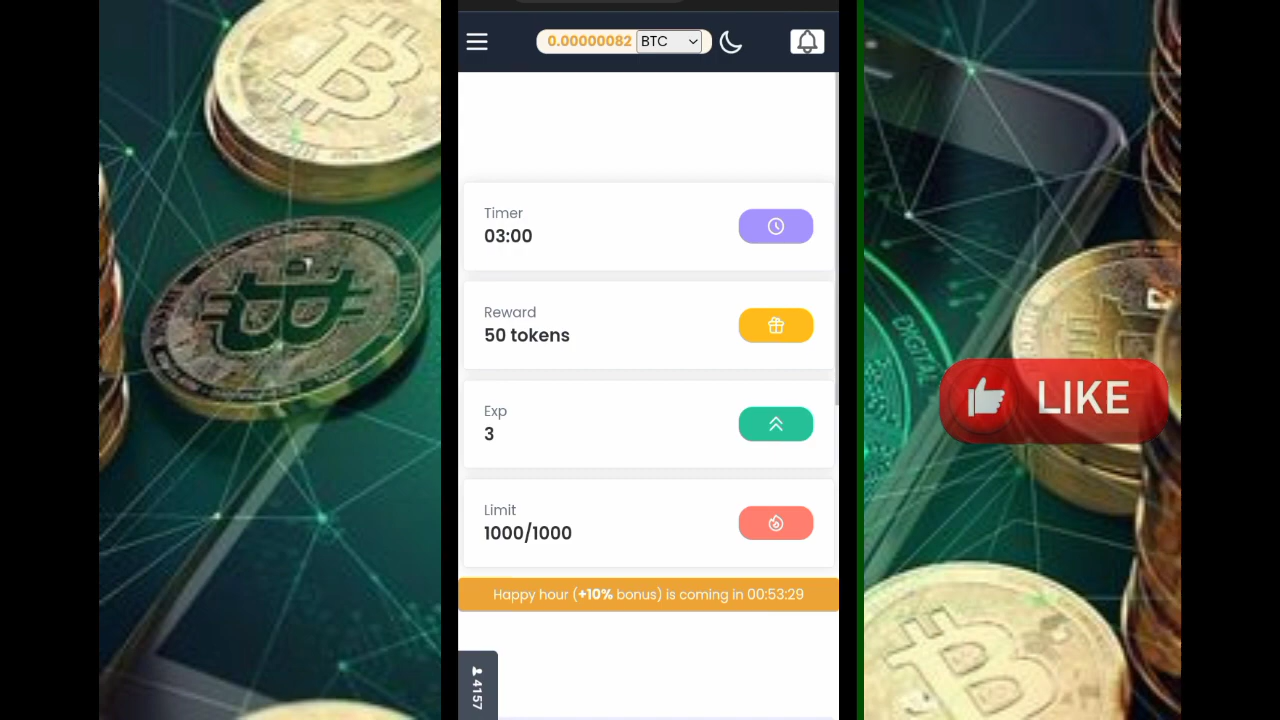 0.00000082 BTC
Timer
03:00
Reward
50 tokens
Exp
3
Limit
1000/1000
Happy hour (+10% bonus) is coming in 00:53:29
4157
DIGITAL
LIKE